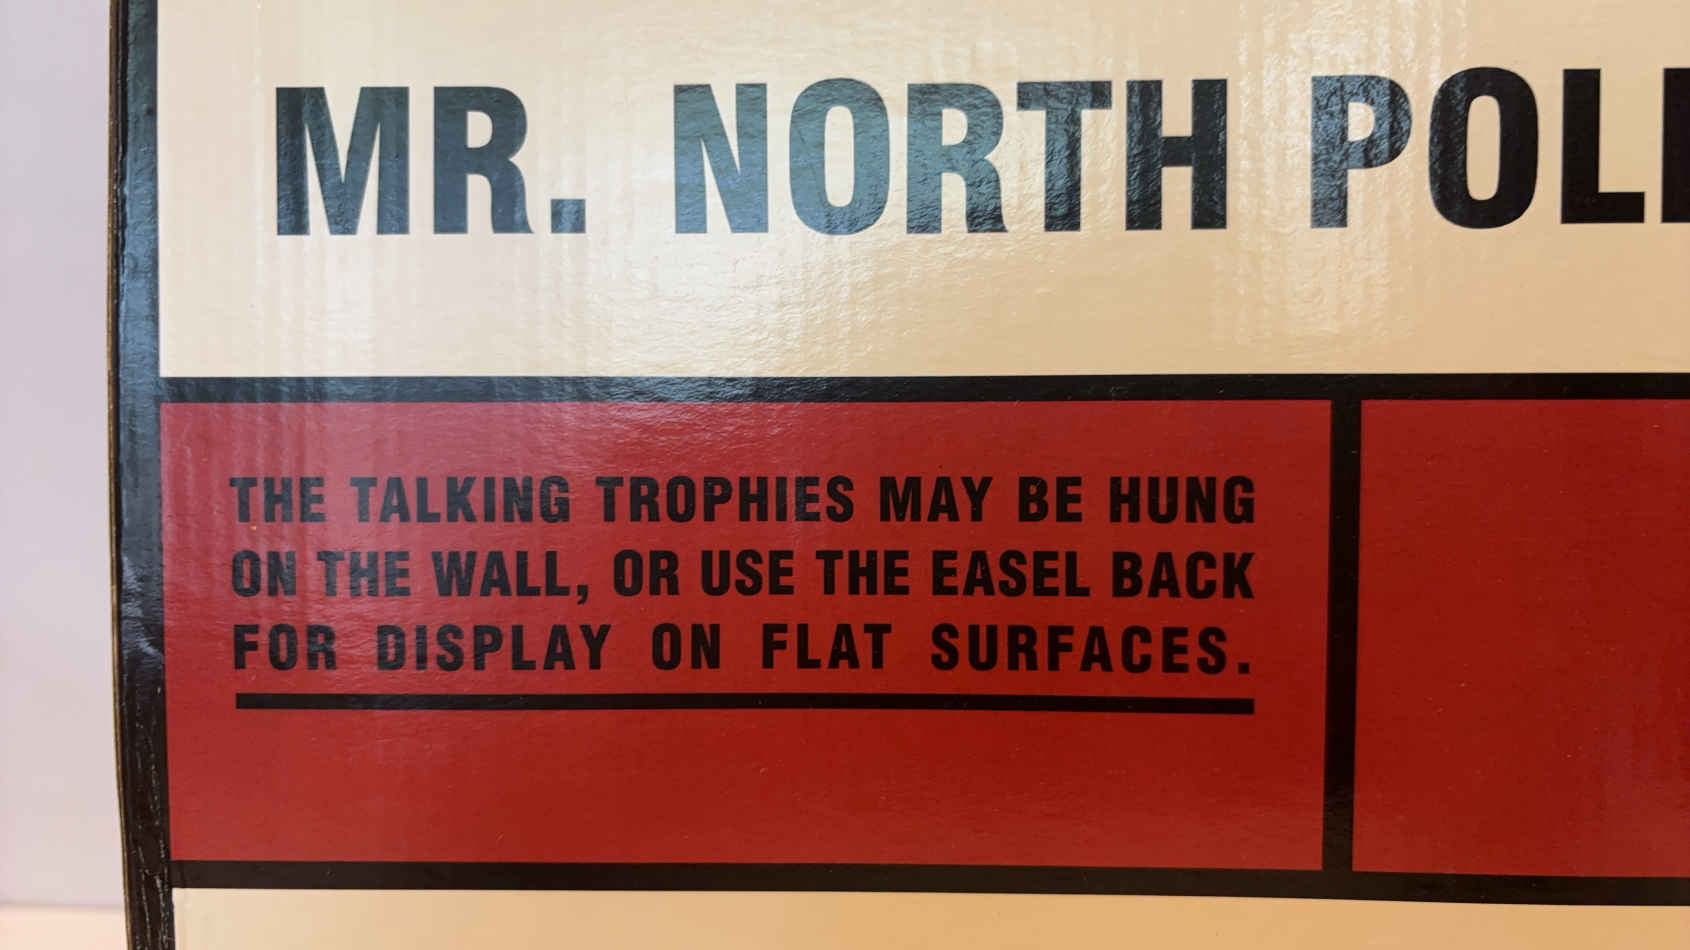 MR. NORTH
THE TALKING TROPHIES MAY BE HUNG
ON THE WALL, OR USE THE EASEL BACK
FOR DISPLAY ON FLAT SURFACES.